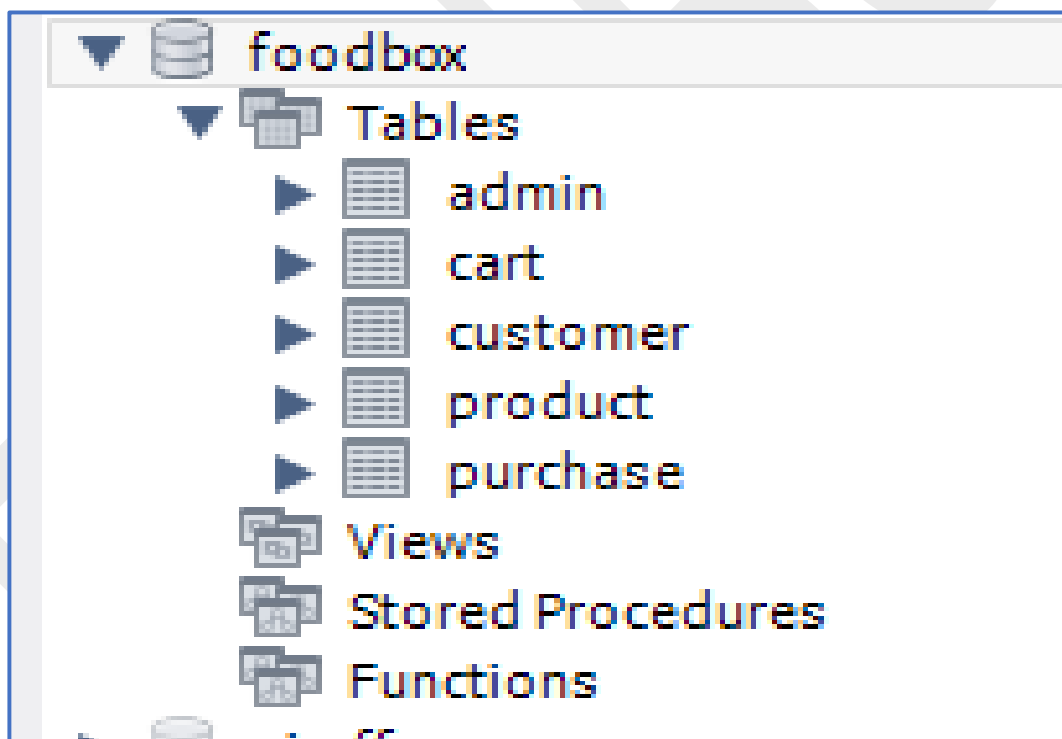 foodbox
Tables
admin
cart
customer
product
purchase
Views
Stored Procedures
Functions